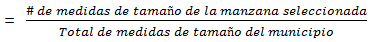 = # de medidas de tamaño de la manzana seleccionada
Total de medidas de tamaño del municipio